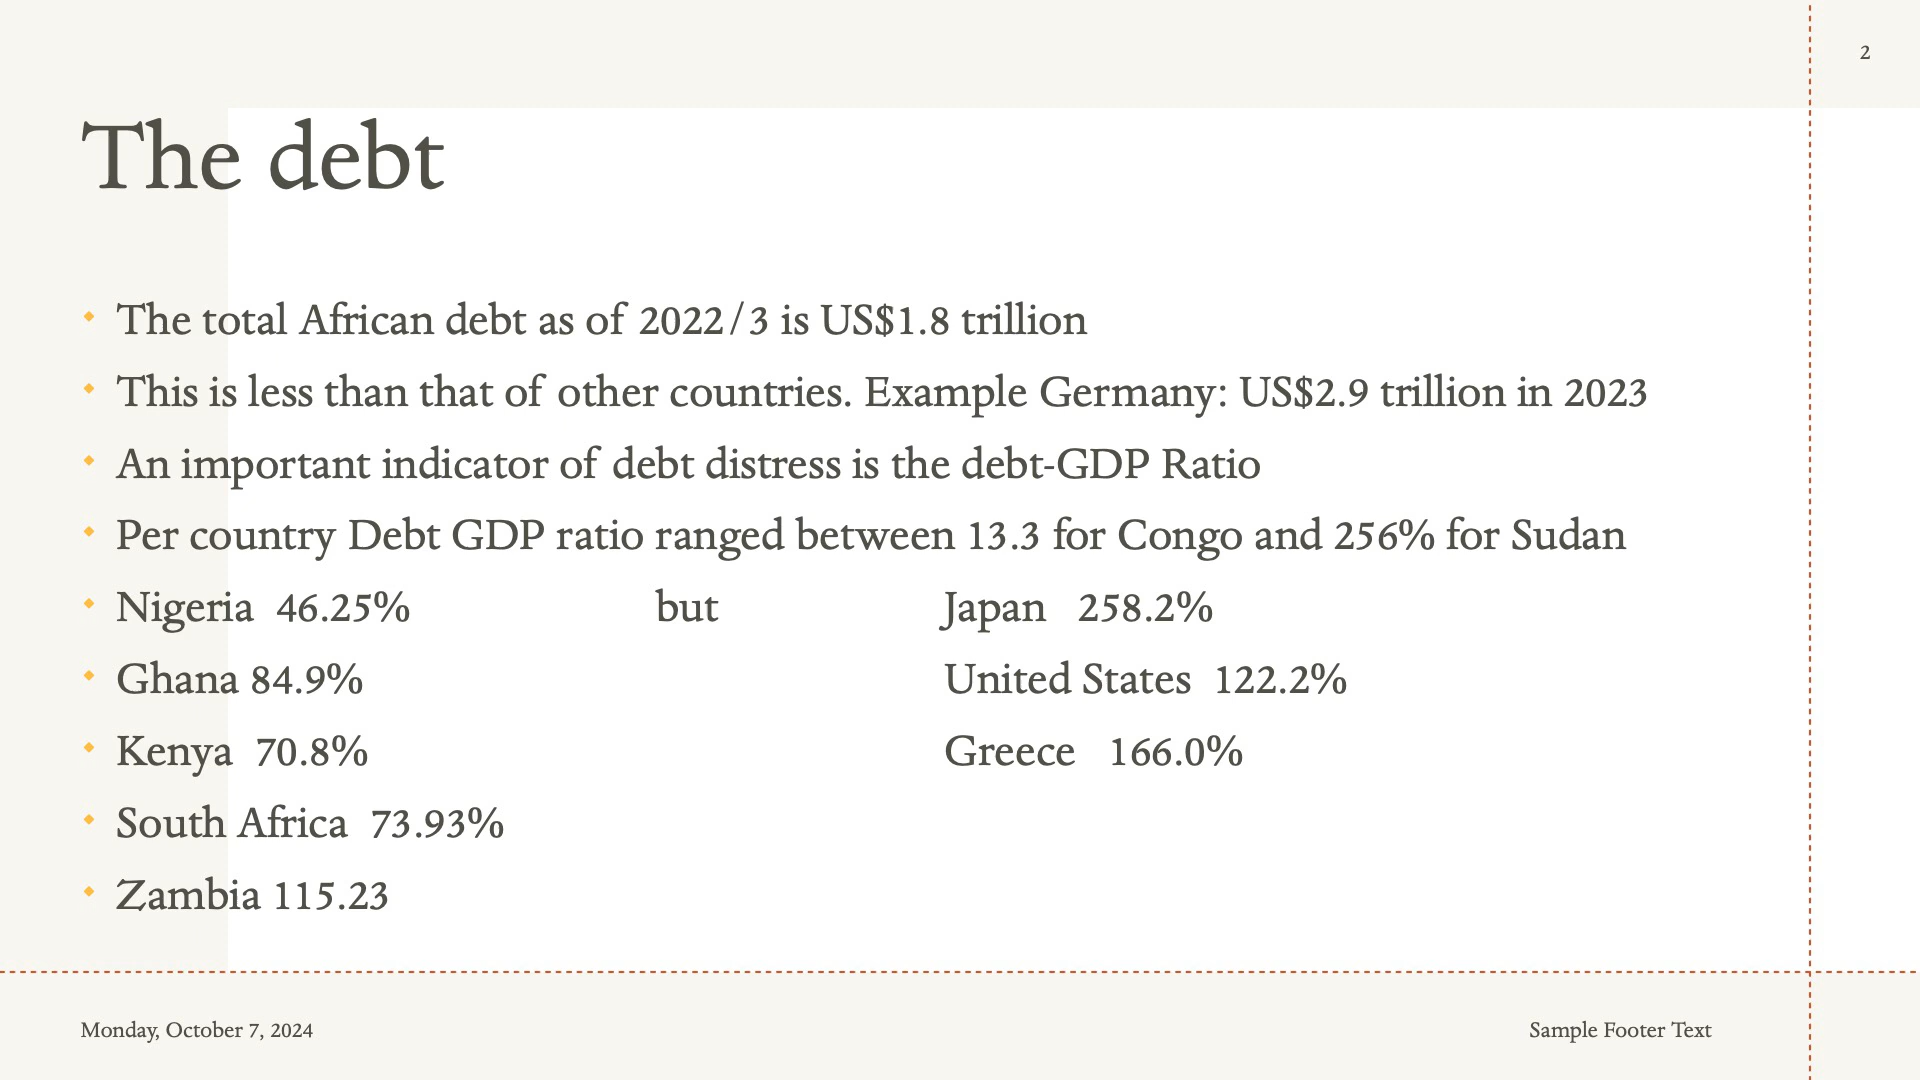 2
The debt
The total African debt as of 2022/3 is US$1.8 trillion
This is less than that of other countries. Example Germany: US$2.9 trillion in 2023
An important indicator of debt distress is the debt-GDP Ratio
Per country Debt GDP ratio ranged between 13.3 for Congo and 256% for Sudan
Nigeria 46.25% but Japan 258.2%
Ghana 84.9% United States 122.2%
Kenya 70.8% Greece 166.0%
South Africa 73.93%
Zambia 115.23
Monday, October 7, 2024 Sample Footer Text